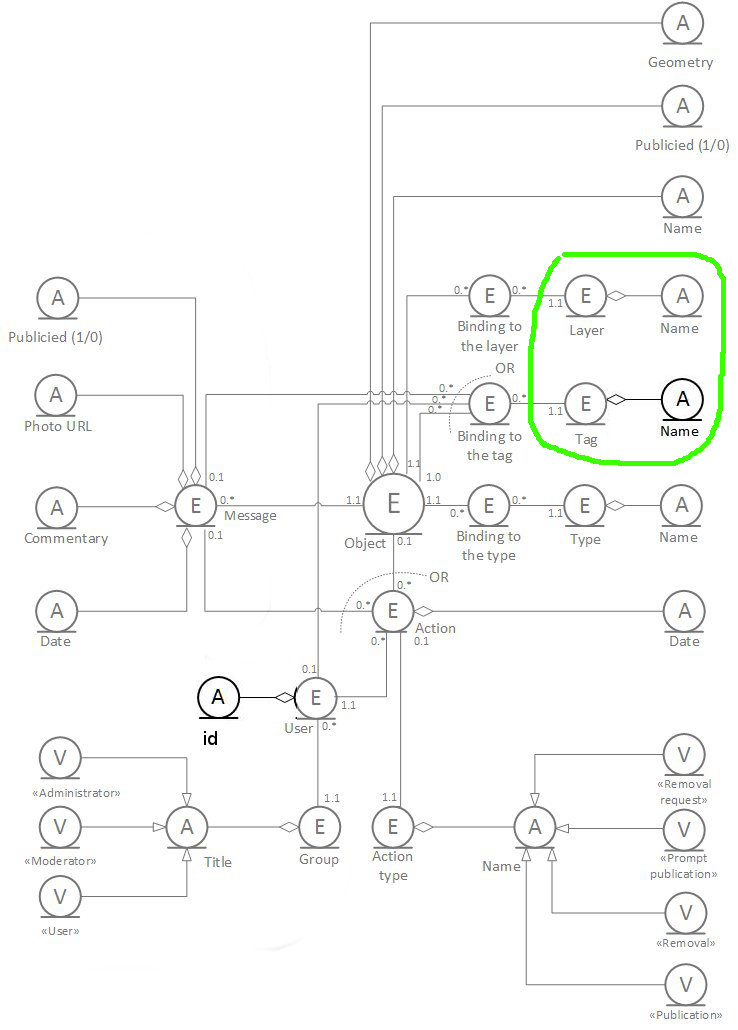 A
Geometry
A
Publicied (1/0)
A
Name
A
Publicied (1/0)
0.*
E
0.*
Binding to
the layer
1.1
E
Layer
A
Name
OR
A
Photo URL
0.*
0.*
0.*
E
0.*
Binding to
the tag
1.1
E
Tag
A
Name
1.1
1.0
0.1
A
Commentary
E
0.*
Message
0.1
1.1
E
1.1
Object
0.1
0.*
E
0.*
Binding to
the type
1.1
E
Type
A
Name
OR
0.*
A
Date
0.*
E
Action
0.*
0.1
A
Date
0.1
A
id
E
1.1
User
0.*
V
«Administrator»
V
«Moderator»
V
«User»
A
Title
1.1
E
Group
1.1
E
Action
type
A
Name
V
«Removal
request»
V
«Prompt
publication»
V
«Removal»
V
«Publication»